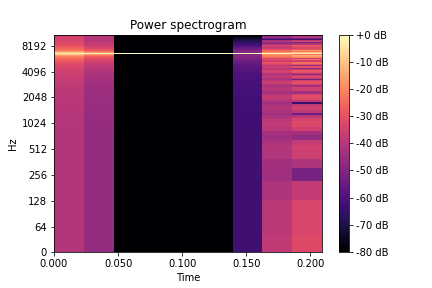 Power spectrogram
8192
4096
2048
1024
512
256
128
64
0
Hz
0.000 0.050 0.100 0.150 0.200
Time
+0 dB
-10 dB
-20 dB
-30 dB
-40 dB
-50 dB
-60 dB
-70 dB
-80 dB